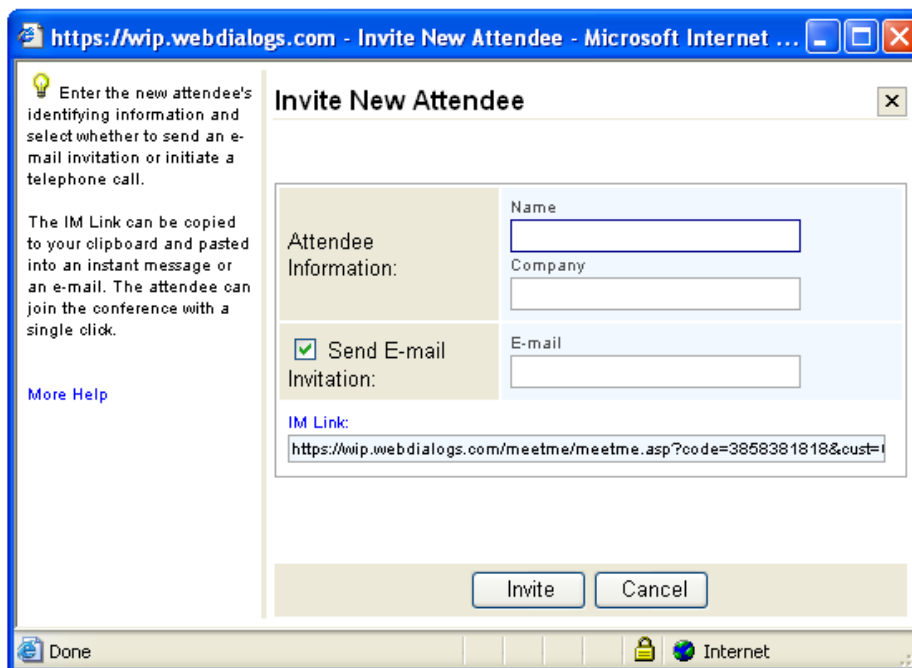 https://wip.webdialogs.com - Invite New Attendee - Microsoft Internet ...
Enter the new attendee's
identifying information and
select whether to send an e-
mail invitation or initiate a
telephone call.
The IM Link can be copied
to your clipboard and pasted
into an instant message or
an e-mail. The attendee can
join the conference with a
single click.
More Help
Invite New Attendee
Attendee
Information:
Name
Company
Send E-mail
Invitation:
E-mail
IM Link:
https://wip.webdialogs.com/meetme/meetme.asp?code=3858381818&cust=
Invite
Cancel
Done
Internet